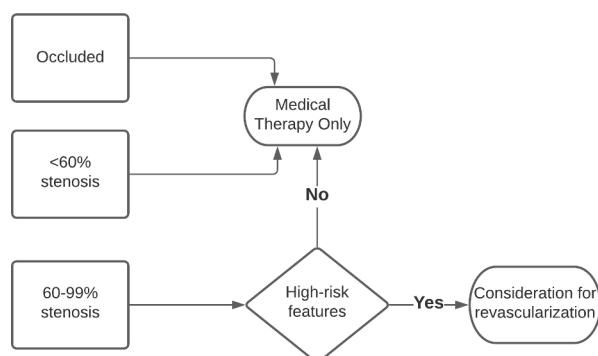 Occluded
Medical
Therapy Only
<60%
stenosis
No
60-99%
stenosis
High-risk
features
Yes
Consideration for
revascularization